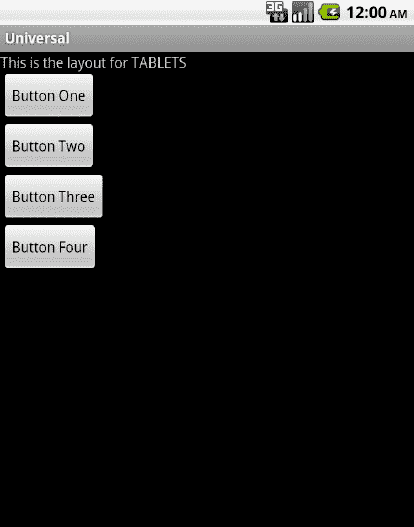 3G 12:00 AM
Universal
This is the layout for TABLETS
Button One
Button Two
Button Three
Button Four